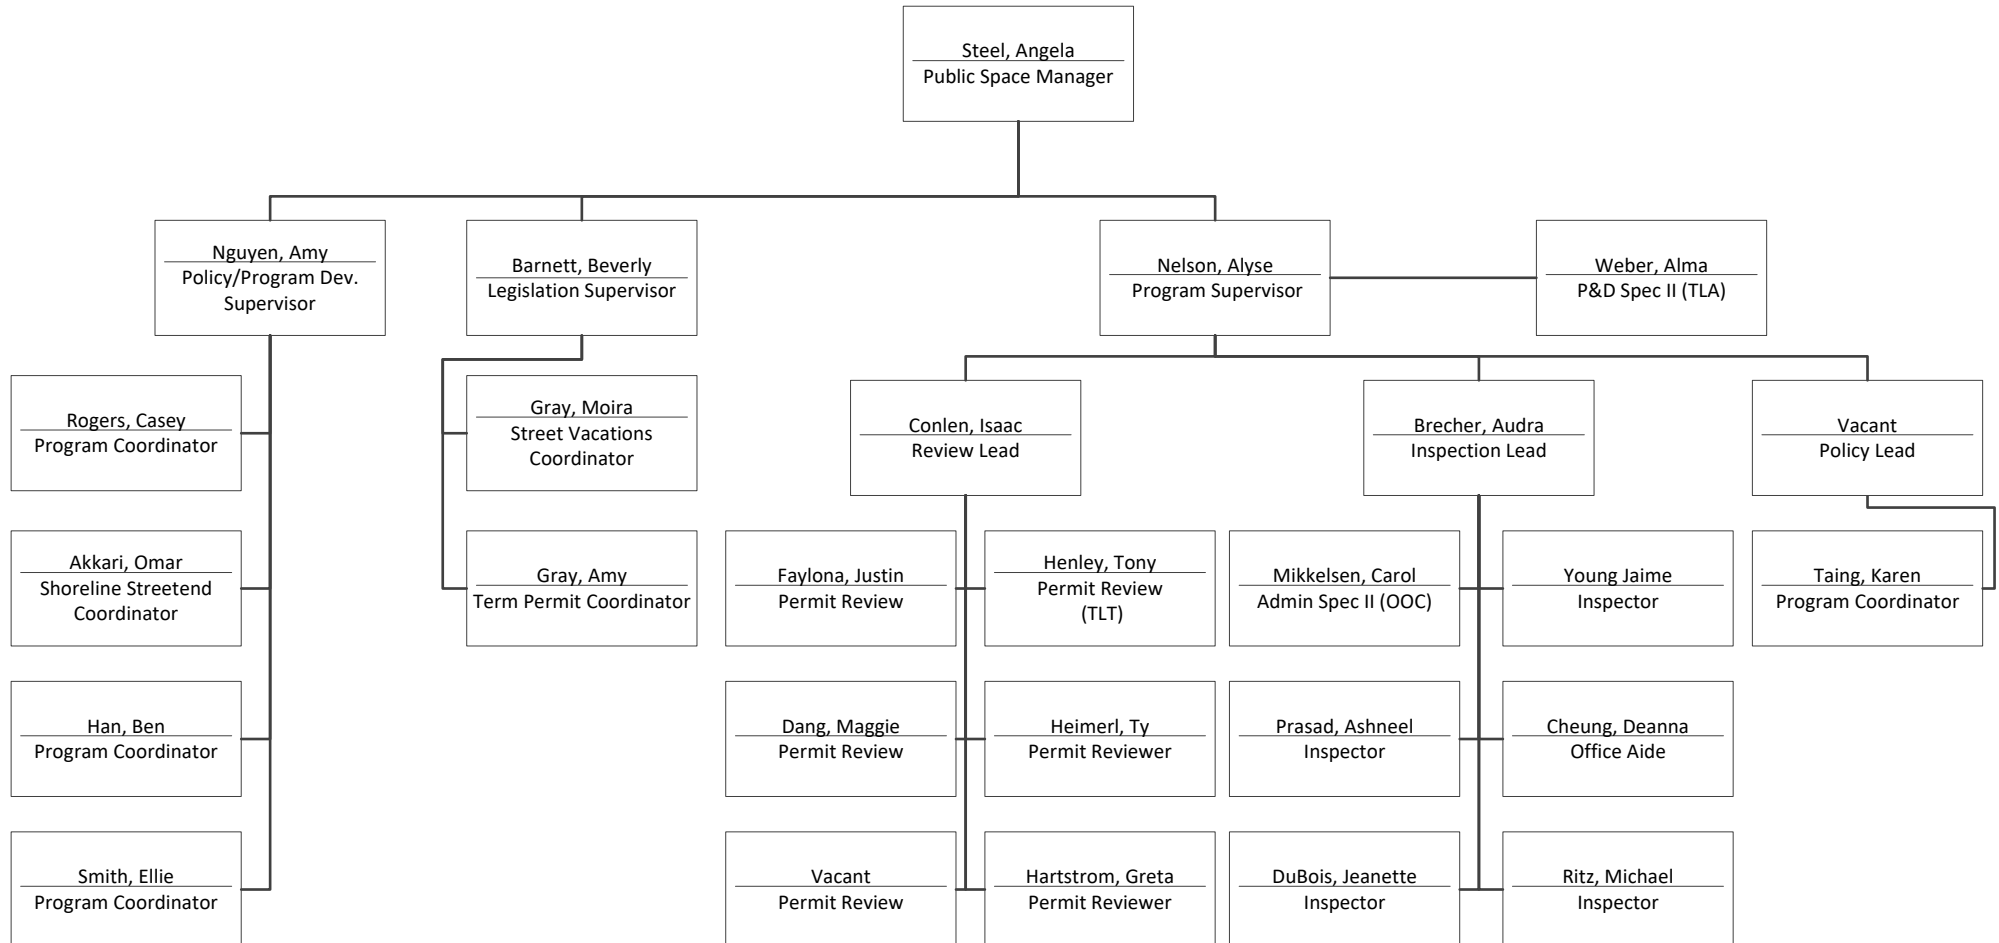 Steel, Angela
Public Space Manager
Nguyen, Amy
Policy/Program Dev.
Supervisor
Barnett, Beverly
Legislation Supervisor
Nelson, Alyse
Program Supervisor
Weber, Alma
P&D Spec II (TLA)
Rogers, Casey
Program Coordinator
Gray, Moira
Street Vacations
Coordinator
Conlen, Isaac
Review Lead
Brecher, Audra
Inspection Lead
Vacant
Policy Lead
Akkari, Omar
Shoreline Streetend
Coordinator
Gray, Amy
Term Permit Coordinator
Faylona, Justin
Permit Review
Henley, Tony
Permit Review
(TLT)
Mikkelsen, Carol
Admin Spec II (OOC)
Young Jaime
Inspector
Taing, Karen
Program Coordinator
Han, Ben
Program Coordinator
Dang, Maggie
Permit Review
Heimerl, Ty
Permit Reviewer
Prasad, Ashneel
Inspector
Cheung, Deanna
Office Aide
Smith, Ellie
Program Coordinator
Vacant
Permit Review
Hartstrom, Greta
Permit Reviewer
DuBois, Jeanette
Inspector
Ritz, Michael
Inspector